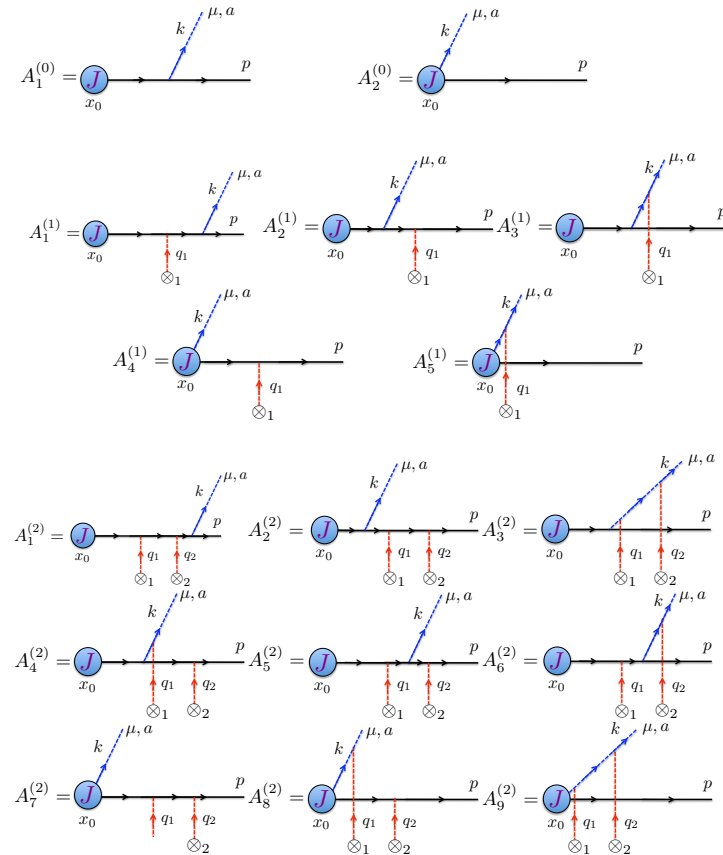 μ, a μ, a
k k
A_1^{(0)} = J p A_2^{(0)} = J p
x_0 x_0
μ, a μ, a μ, a
k k k
A_1^{(1)} = J p A_2^{(1)} = J p A_3^{(1)} = J p
x_0 q_1 x_0 q_1 x_0 q_1
⊗_1 ⊗_1 ⊗_1
μ, a μ, a
k k
A_4^{(1)} = J p A_5^{(1)} = J p
x_0 q_1 x_0 q_1
⊗_1 ⊗_1
μ, a μ, a μ, a
k k k
A_1^{(2)} = J p A_2^{(2)} = J p A_3^{(2)} = J p
x_0 q_1 q_2 x_0 q_1 q_2 x_0 q_1 q_2
⊗_1 ⊗_2 ⊗_1 ⊗_2 ⊗_1 ⊗_2
μ, a μ, a μ, a
k k k
A_4^{(2)} = J p A_5^{(2)} = J p A_6^{(2)} = J p
x_0 q_1 q_2 x_0 q_1 q_2 x_0 q_1 q_2
⊗_1 ⊗_2 ⊗_1 ⊗_2 ⊗_1 ⊗_2
μ, a μ, a μ, a
k k k
A_7^{(2)} = J p A_8^{(2)} = J p A_9^{(2)} = J p
x_0 q_1 q_2 x_0 q_1 q_2 x_0 q_1 q_2
⊗_2 ⊗_1 ⊗_2 ⊗_1 ⊗_2